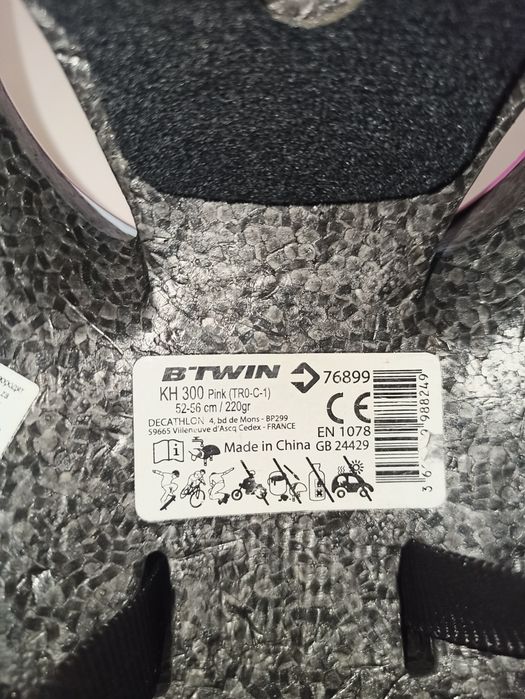 B'TWIN 76899
KH 300 Pink (TR0-C-1)
52-56 cm / 220gr
DECATHLON 4, bd de Mons - BP299
59665 Villeneuve d'Ascq Cedex - FRANCE
CE
EN 1078
Made in China GB 24429